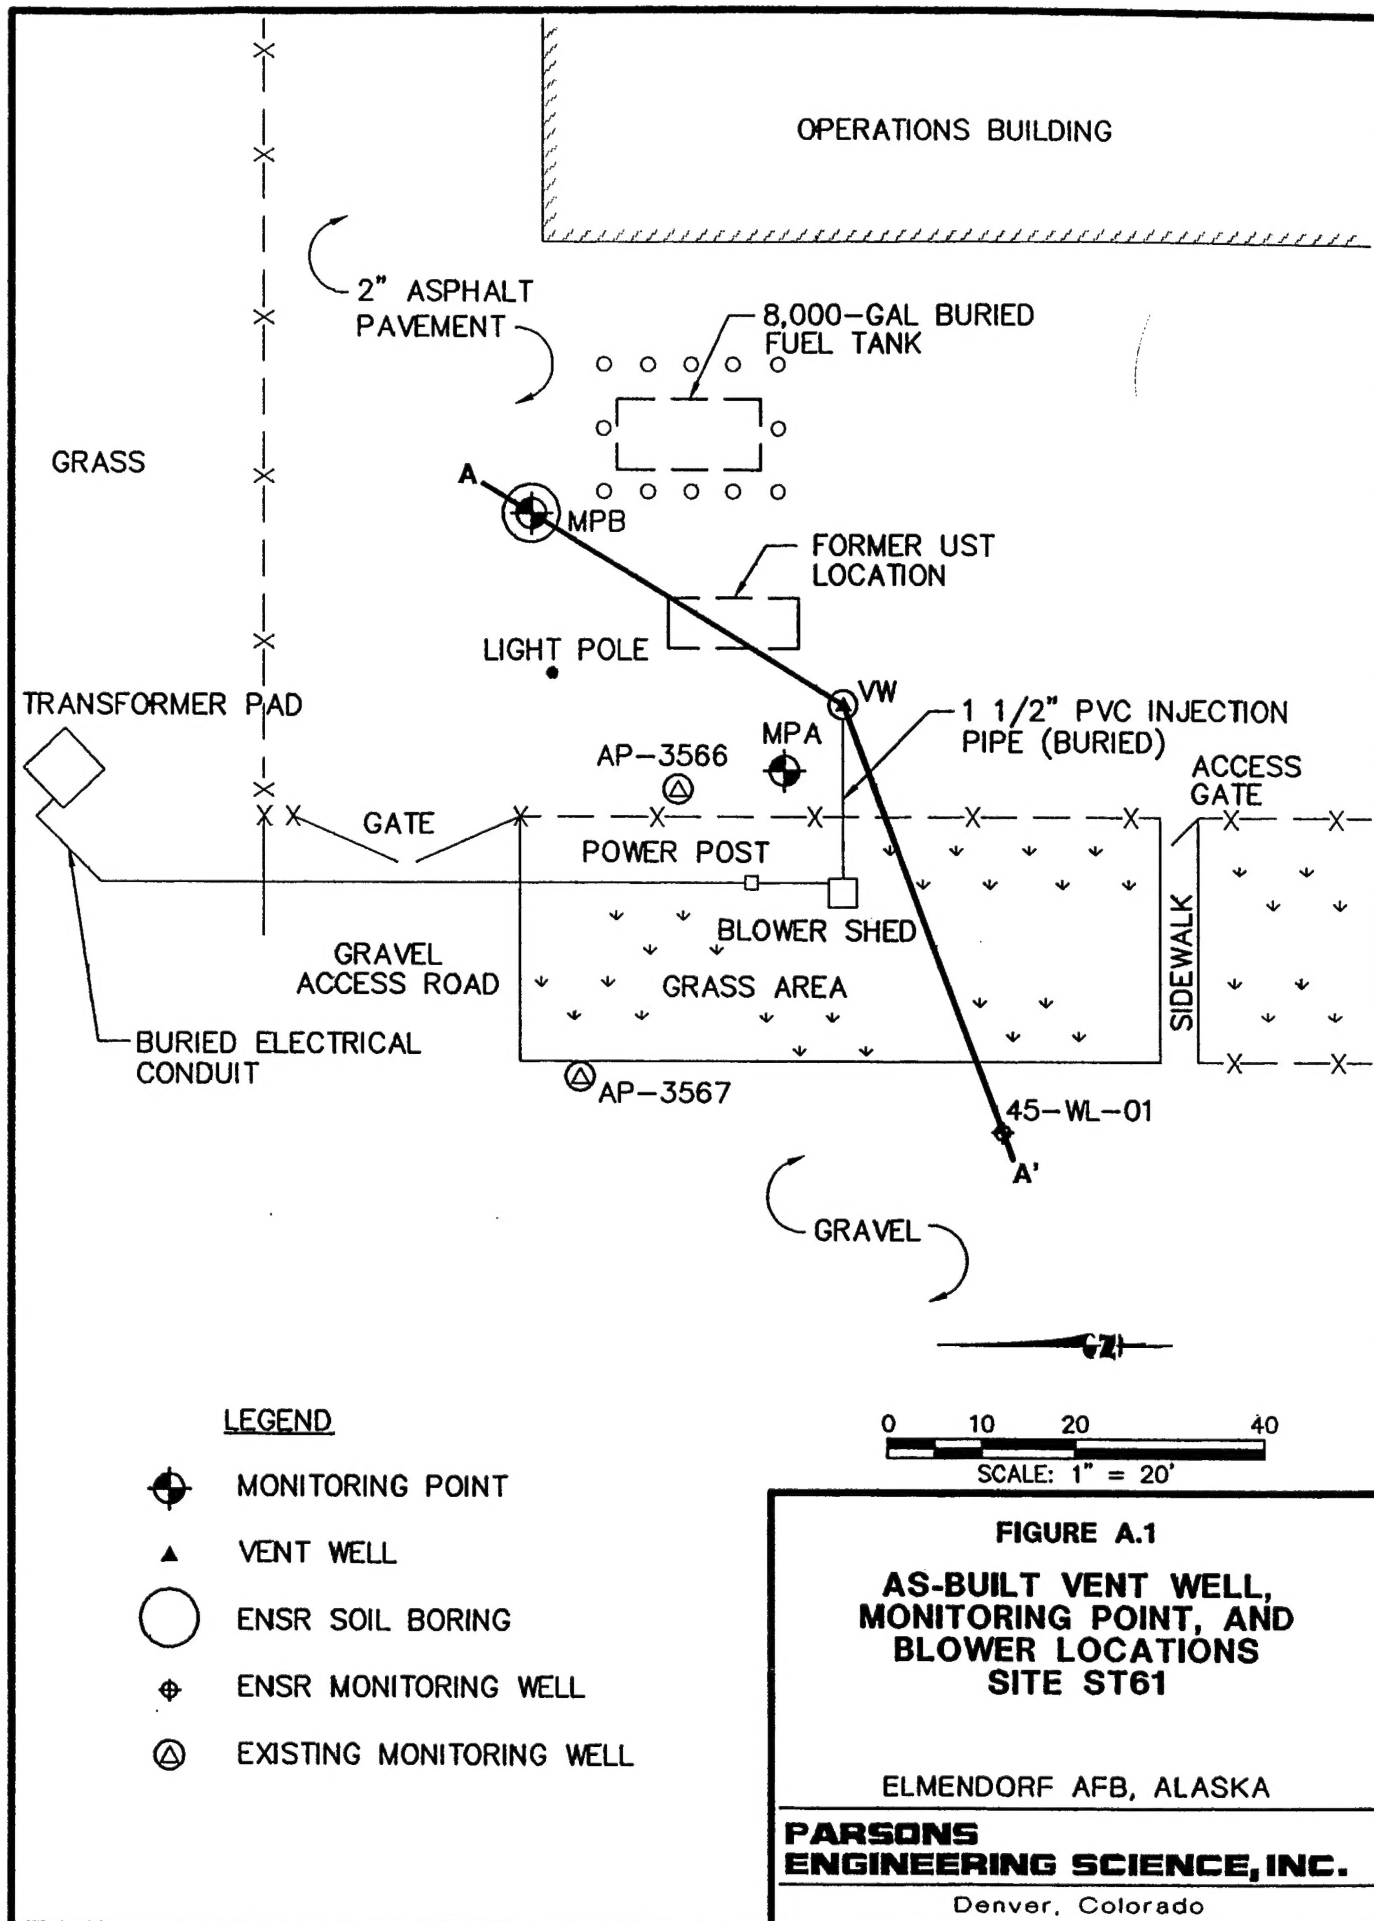 OPERATIONS BUILDING
2" ASPHALT
PAVEMENT
8,000-GAL BURIED
FUEL TANK
GRASS
A
MPB
FORMER UST
LOCATION
LIGHT POLE
VW
TRANSFORMER PAD
1 1/2" PVC INJECTION
PIPE (BURIED)
MPA
AP-3566
ACCESS
GATE
GATE
POWER POST
BLOWER SHED
GRAVEL
ACCESS ROAD
GRASS AREA
SIDEWALK
BURIED ELECTRICAL
CONDUIT
AP-3567
45-WL-01
A'
GRAVEL
N
0 10 20 40
SCALE: 1" = 20'
LEGEND
MONITORING POINT
VENT WELL
ENSR SOIL BORING
ENSR MONITORING WELL
EXISTING MONITORING WELL
FIGURE A.1
AS-BUILT VENT WELL,
MONITORING POINT, AND
BLOWER LOCATIONS
SITE ST61
ELMENDORF AFB, ALASKA
PARSONS
ENGINEERING SCIENCE, INC.
Denver, Colorado